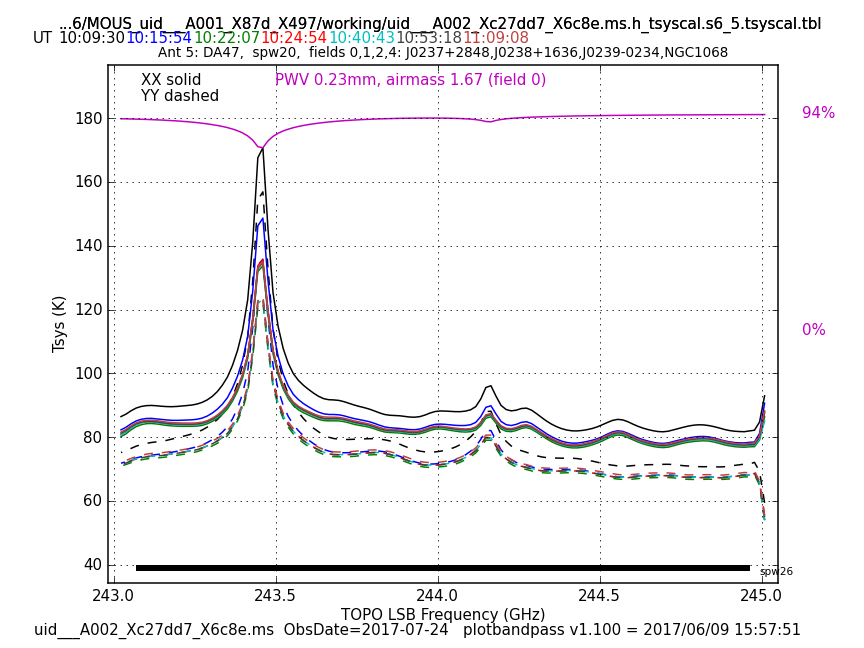 ...6/MOUS_uid___A001_X87d_X497/working/uid___A002_Xc27dd7_X6c8e.ms.h_tsyscal.s6_5.tsyscal.tbl
UT 10:09:30 10:15:54 10:22:07 10:24:54 10:40:43 10:53:18 11:09:08
Ant 5: DA47, spw20, fields 0,1,2,4: J0237+2848,J0238+1636,J0239-0234,NGC1068
XX solid
PWV 0.23mm, airmass 1.67 (field 0)
YY dashed
94%
0%
Tsys (K)
180
160
140
120
100
80
60
40
spw26
243.0 243.5 244.0 244.5 245.0
TOPO LSB Frequency (GHz)
uid___A002_Xc27dd7_X6c8e.ms ObsDate=2017-07-24 plotbandpass v1.100 = 2017/06/09 15:57:51